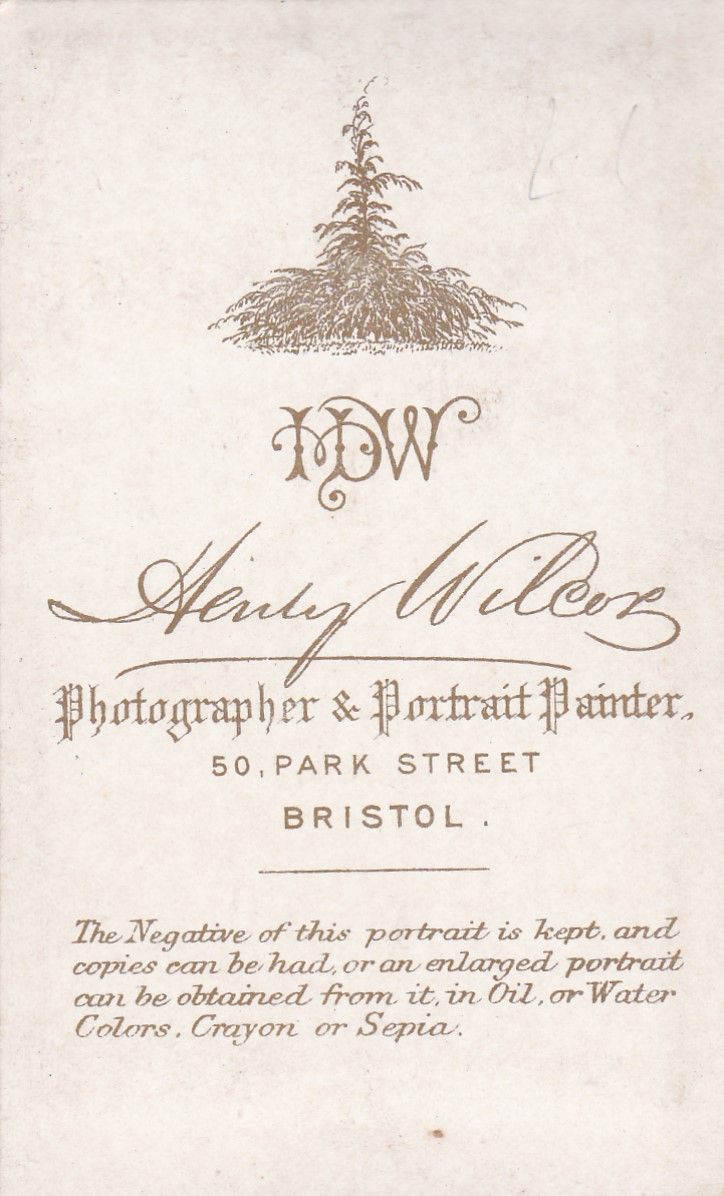 HDW
Henry Wilcox
Photographer & Portrait Painter,
50, PARK STREET
BRISTOL.
The Negative of this portrait is kept, and
copies can be had, or an enlarged portrait
can be obtained from it, in Oil, or Water
Colors, Crayon or Sepia.